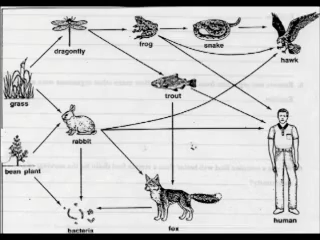 dragonfly
frog
snake
hawk
grass
trout
rabbit
bean plant
bacteria
fox
human